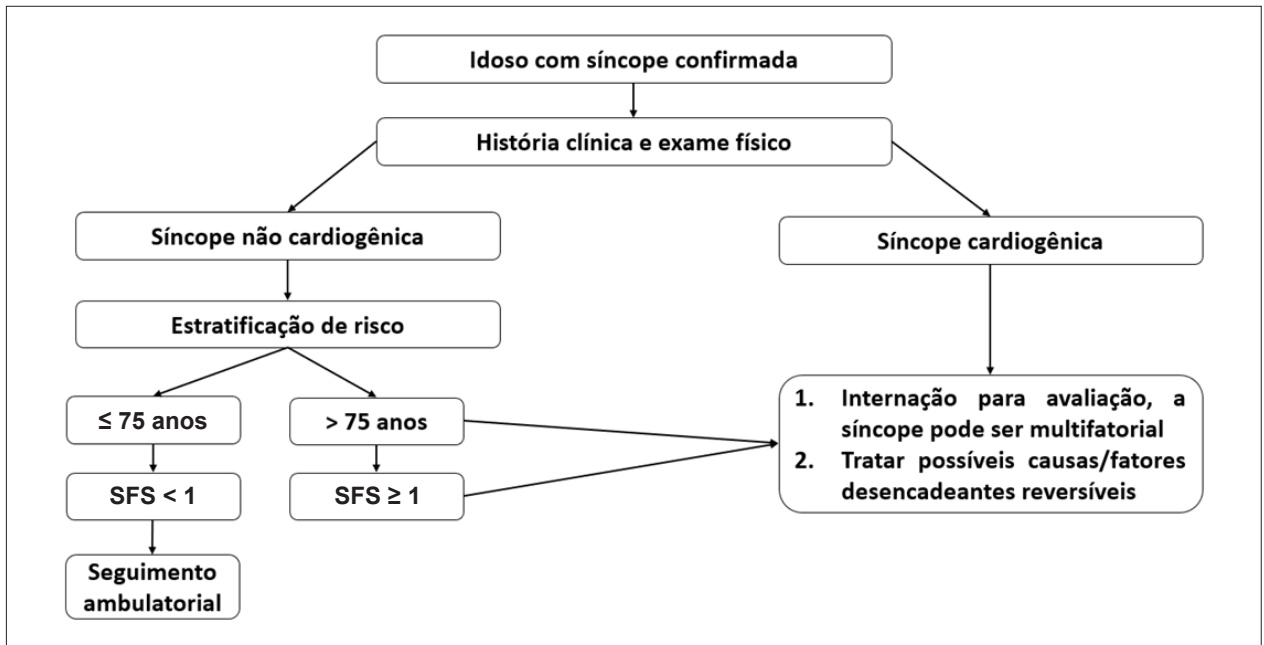 Idoso com síncope confirmada
História clínica e exame físico
Síncope não cardiogênica
Síncope cardiogênica
Estratificação de risco
≤ 75 anos
> 75 anos
SFS < 1
SFS ≥ 1
Seguimento
ambulatorial
1. Internação para avaliação, a
síncope pode ser multifatorial
2. Tratar possíveis causas/fatores
desencadeantes reversíveis